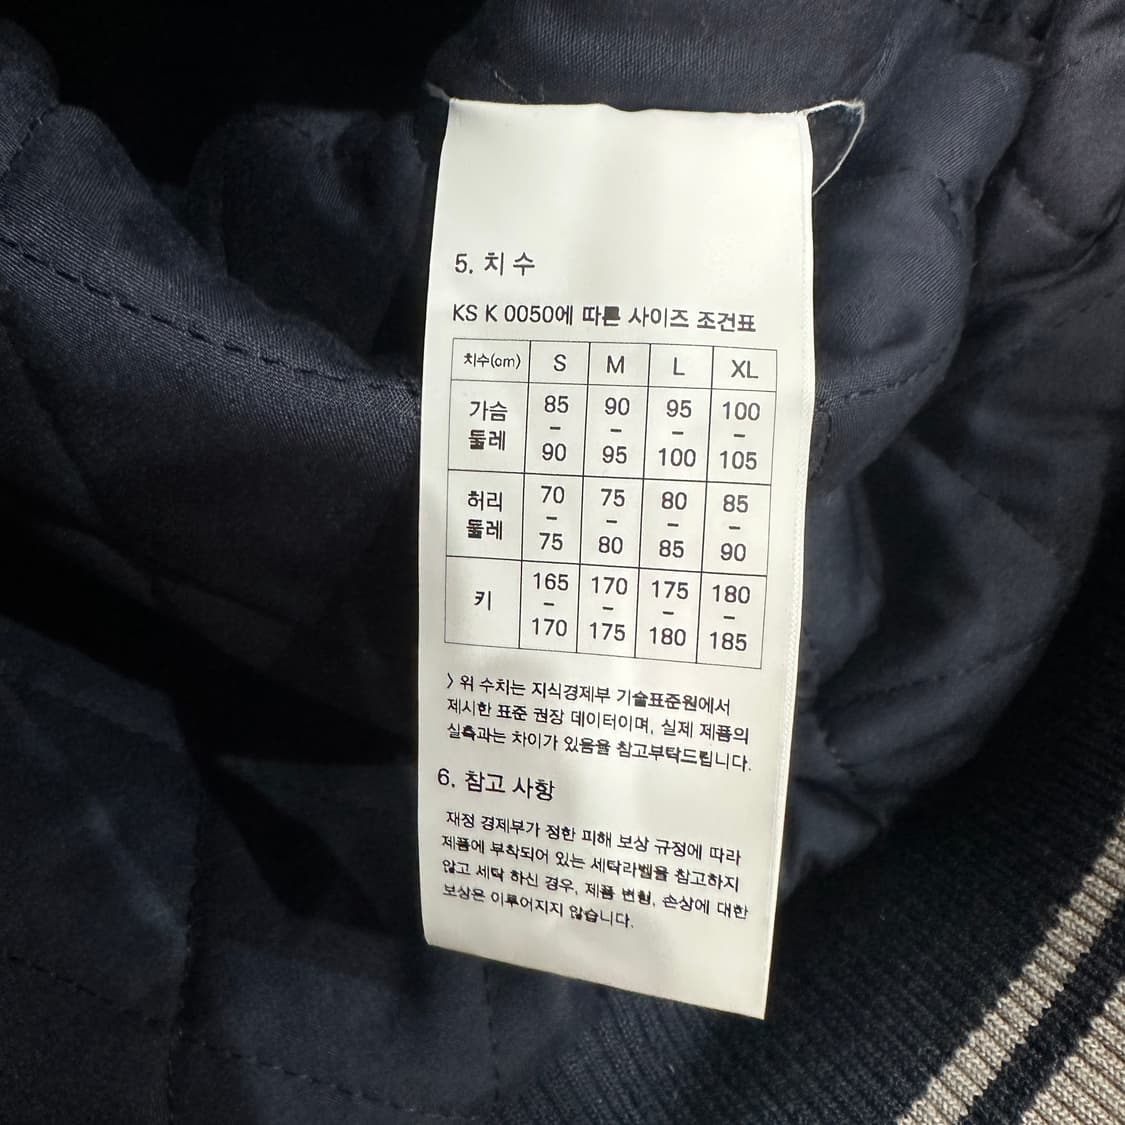 5. 치 수
KS K 0050에 따른 사이즈 조건표
치수(cm) S M L XL
가슴 둘레 85 - 90 90 - 95 95 - 100 100 - 105
허리 둘레 70 - 75 75 - 80 80 - 85 85 - 90
키 165 - 170 170 - 175 175 - 180 180 - 185
> 위 수치는 지식경제부 기술표준원에서
제시한 표준 권장 데이터이며, 실제 제품의
실측과는 차이가 있음을 참고부탁드립니다.
6. 참고 사항
재정 경제부가 정한 피해 보상 규정에 따라
제품에 부착되어 있는 세탁라벨을 참고하지
않고 세탁 하신 경우, 제품 변형, 손상에 대한
보상은 이루어지지 않습니다.